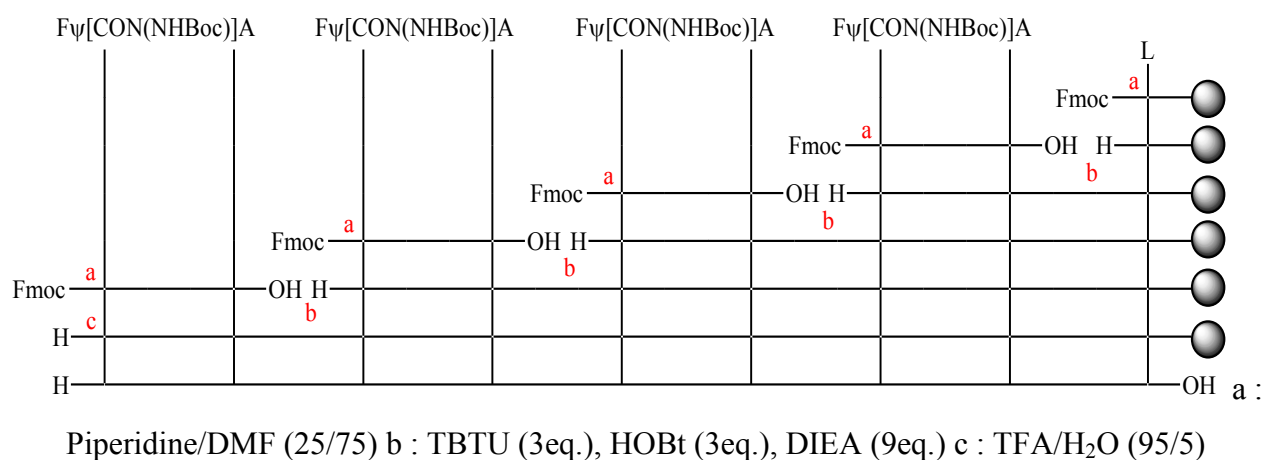 Fψ[CON(NHBoc)]A Fψ[CON(NHBoc)]A Fψ[CON(NHBoc)]A Fψ[CON(NHBoc)]A
L
a
Fmoc
a
Fmoc OH H
b
a
Fmoc OH H
b
a
Fmoc OH H
b
a
Fmoc OH H
b
c
H
H OH a :
Piperidine/DMF (25/75) b : TBTU (3eq.), HOBt (3eq.), DIEA (9eq.) c : TFA/H₂O (95/5)